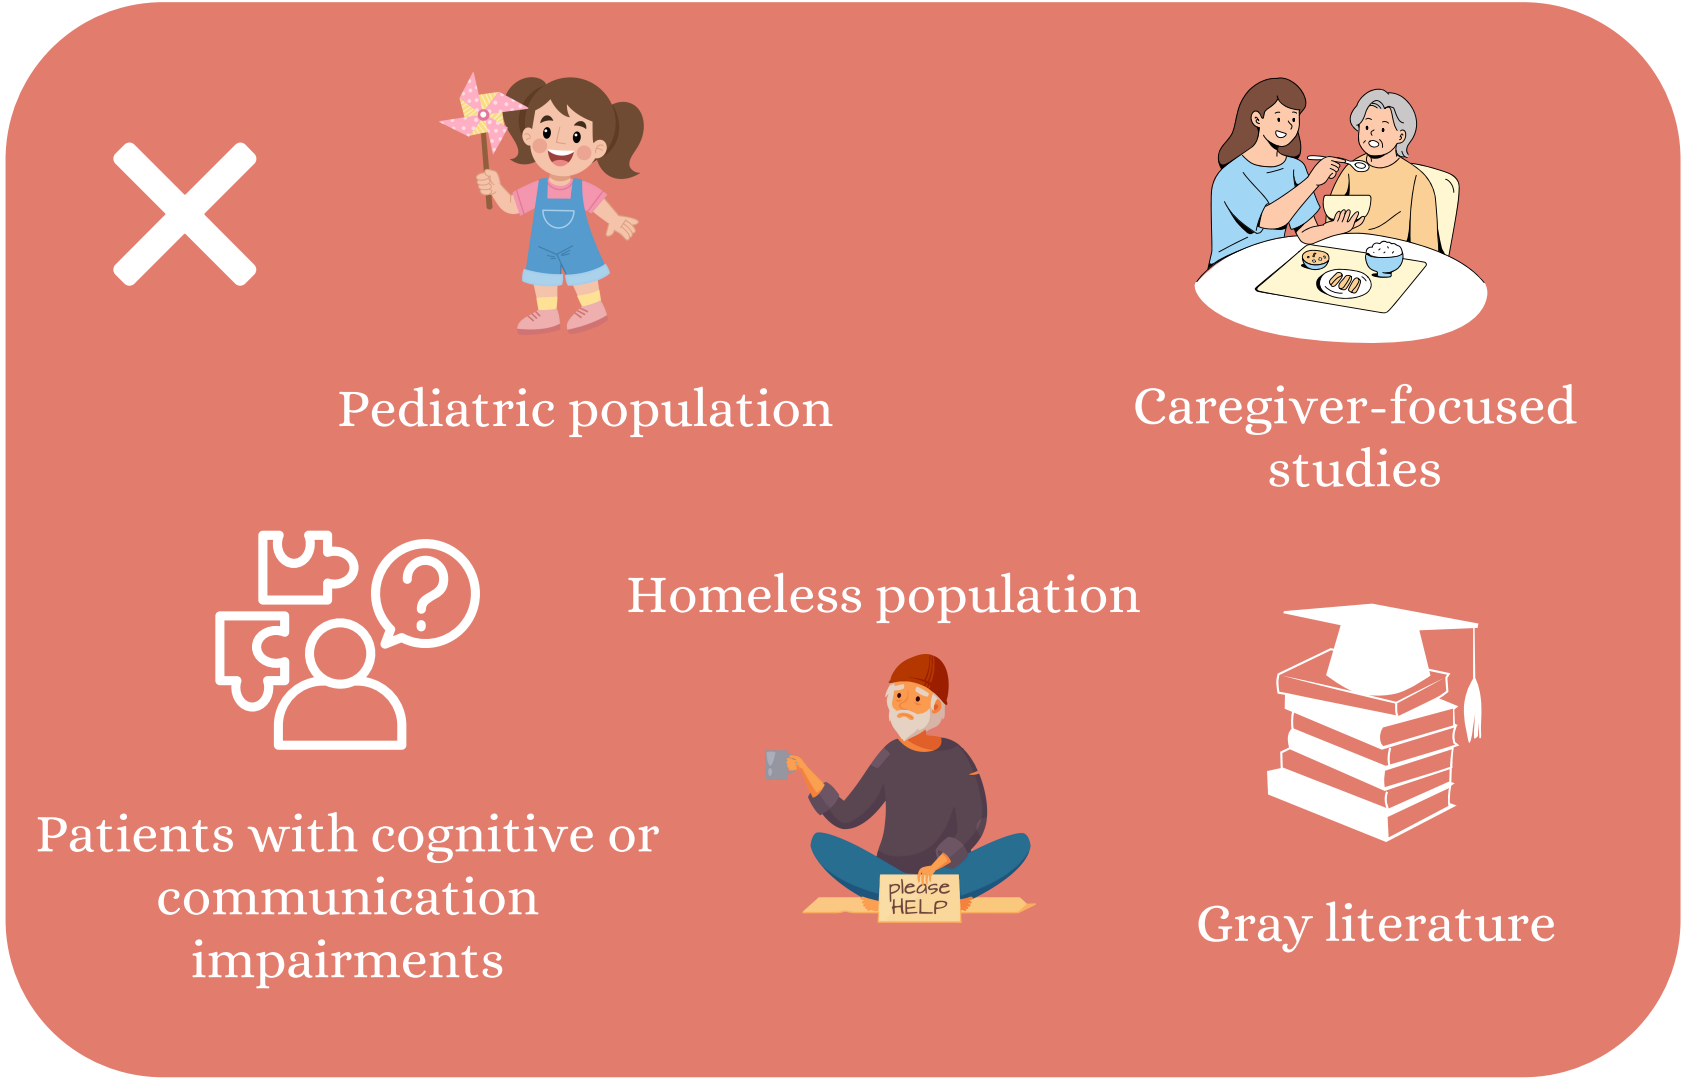 Pediatric population
Caregiver-focused
studies
?
Homeless population
please
HELP
Patients with cognitive or
communication
impairments
Gray literature